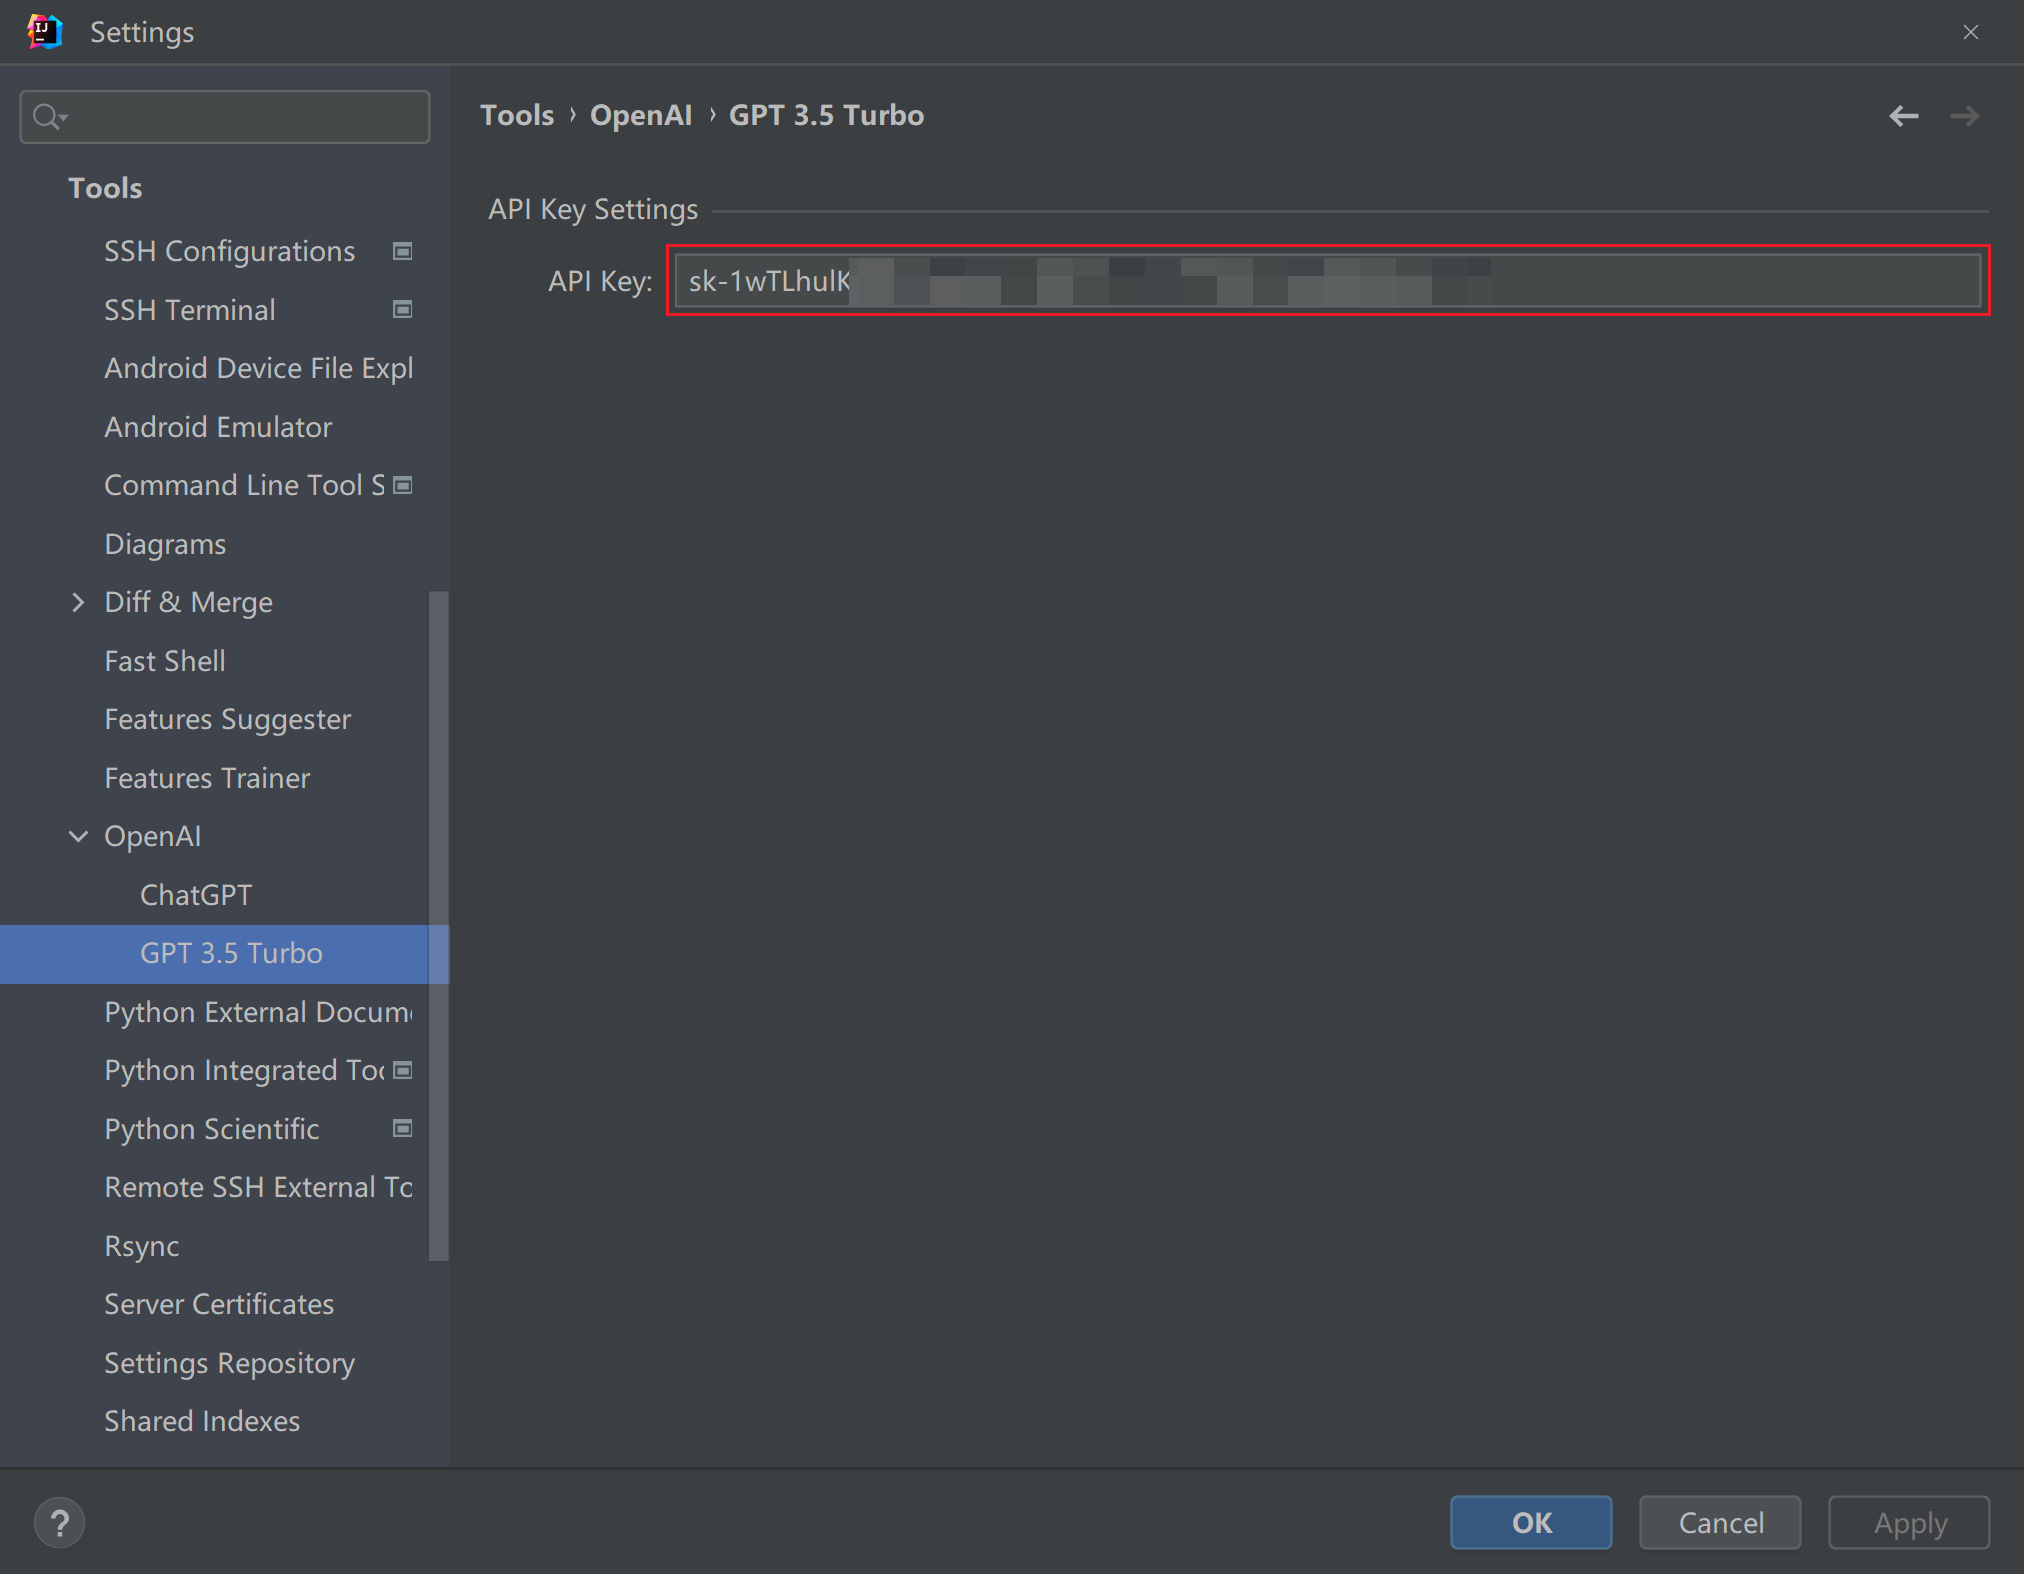 Settings
Tools › OpenAI › GPT 3.5 Turbo
Tools
SSH Configurations
SSH Terminal
Android Device File Expl
Android Emulator
Command Line Tool S
Diagrams
Diff & Merge
Fast Shell
Features Suggester
Features Trainer
OpenAI
ChatGPT
GPT 3.5 Turbo
Python External Docum
Python Integrated Too
Python Scientific
Remote SSH External To
Rsync
Server Certificates
Settings Repository
Shared Indexes
API Key Settings
API Key: sk-1wTLhulK
?
OK
Cancel
Apply